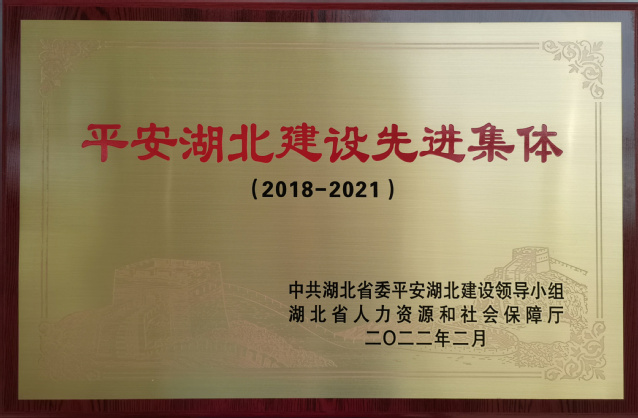 平安湖北建设先进集体
（2018-2021）
中共湖北省委平安湖北建设领导小组
湖北省人力资源和社会保障厅
二〇二二年二月